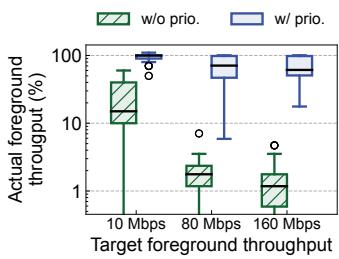 w/o prio. w/ prio.
Actual foreground
througput (%)
100
10
1
10 Mbps 80 Mbps 160 Mbps
Target foreground throughput